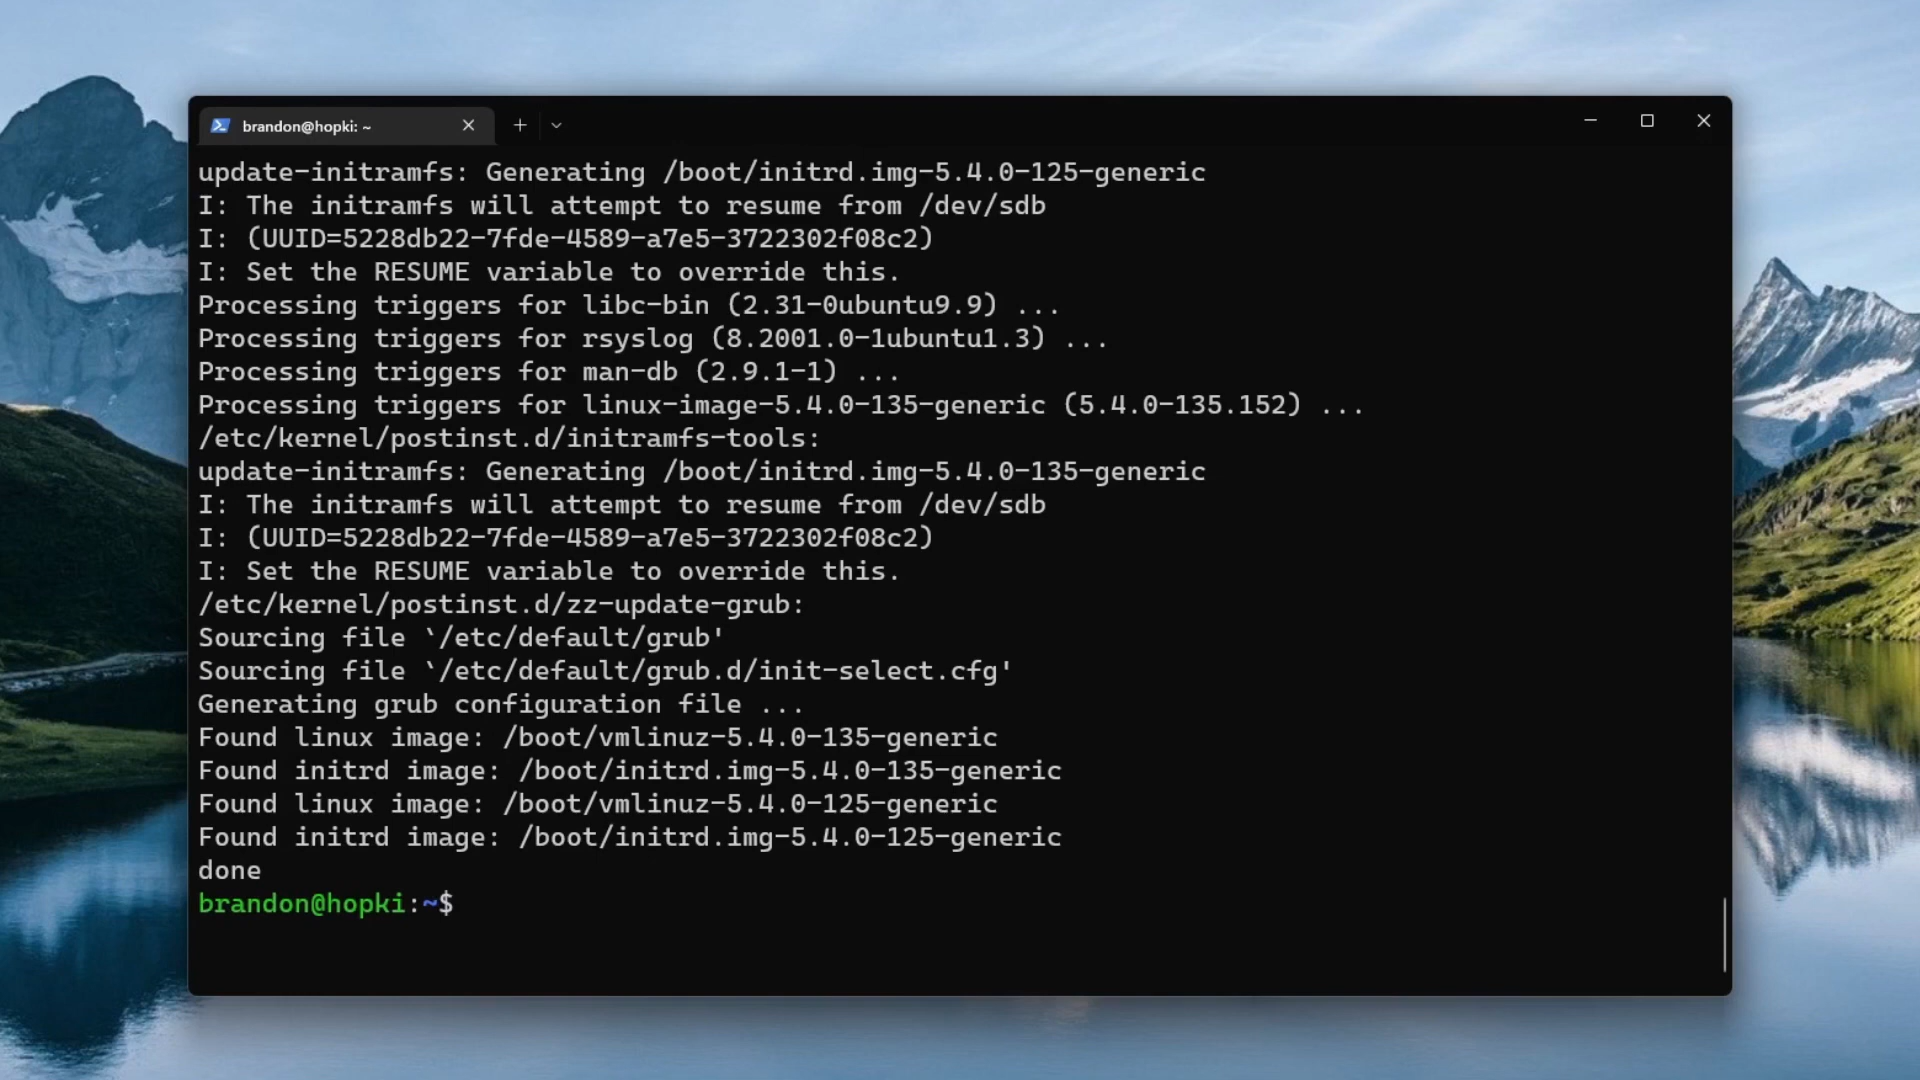 brandon@hopki: ~
update-initramfs: Generating /boot/initrd.img-5.4.0-125-generic
I: The initramfs will attempt to resume from /dev/sdb
I: (UUID=5228db22-7fde-4589-a7e5-3722302f08c2)
I: Set the RESUME variable to override this.
Processing triggers for libc-bin (2.31-0ubuntu9.9) ...
Processing triggers for rsyslog (8.2001.0-1ubuntu1.3) ...
Processing triggers for man-db (2.9.1-1) ...
Processing triggers for linux-image-5.4.0-135-generic (5.4.0-135.152) ...
/etc/kernel/postinst.d/initramfs-tools:
update-initramfs: Generating /boot/initrd.img-5.4.0-135-generic
I: The initramfs will attempt to resume from /dev/sdb
I: (UUID=5228db22-7fde-4589-a7e5-3722302f08c2)
I: Set the RESUME variable to override this.
/etc/kernel/postinst.d/zz-update-grub:
Sourcing file `/etc/default/grub'
Sourcing file `/etc/default/grub.d/init-select.cfg'
Generating grub configuration file ...
Found linux image: /boot/vmlinuz-5.4.0-135-generic
Found initrd image: /boot/initrd.img-5.4.0-135-generic
Found linux image: /boot/vmlinuz-5.4.0-125-generic
Found initrd image: /boot/initrd.img-5.4.0-125-generic
done
brandon@hopki:~$